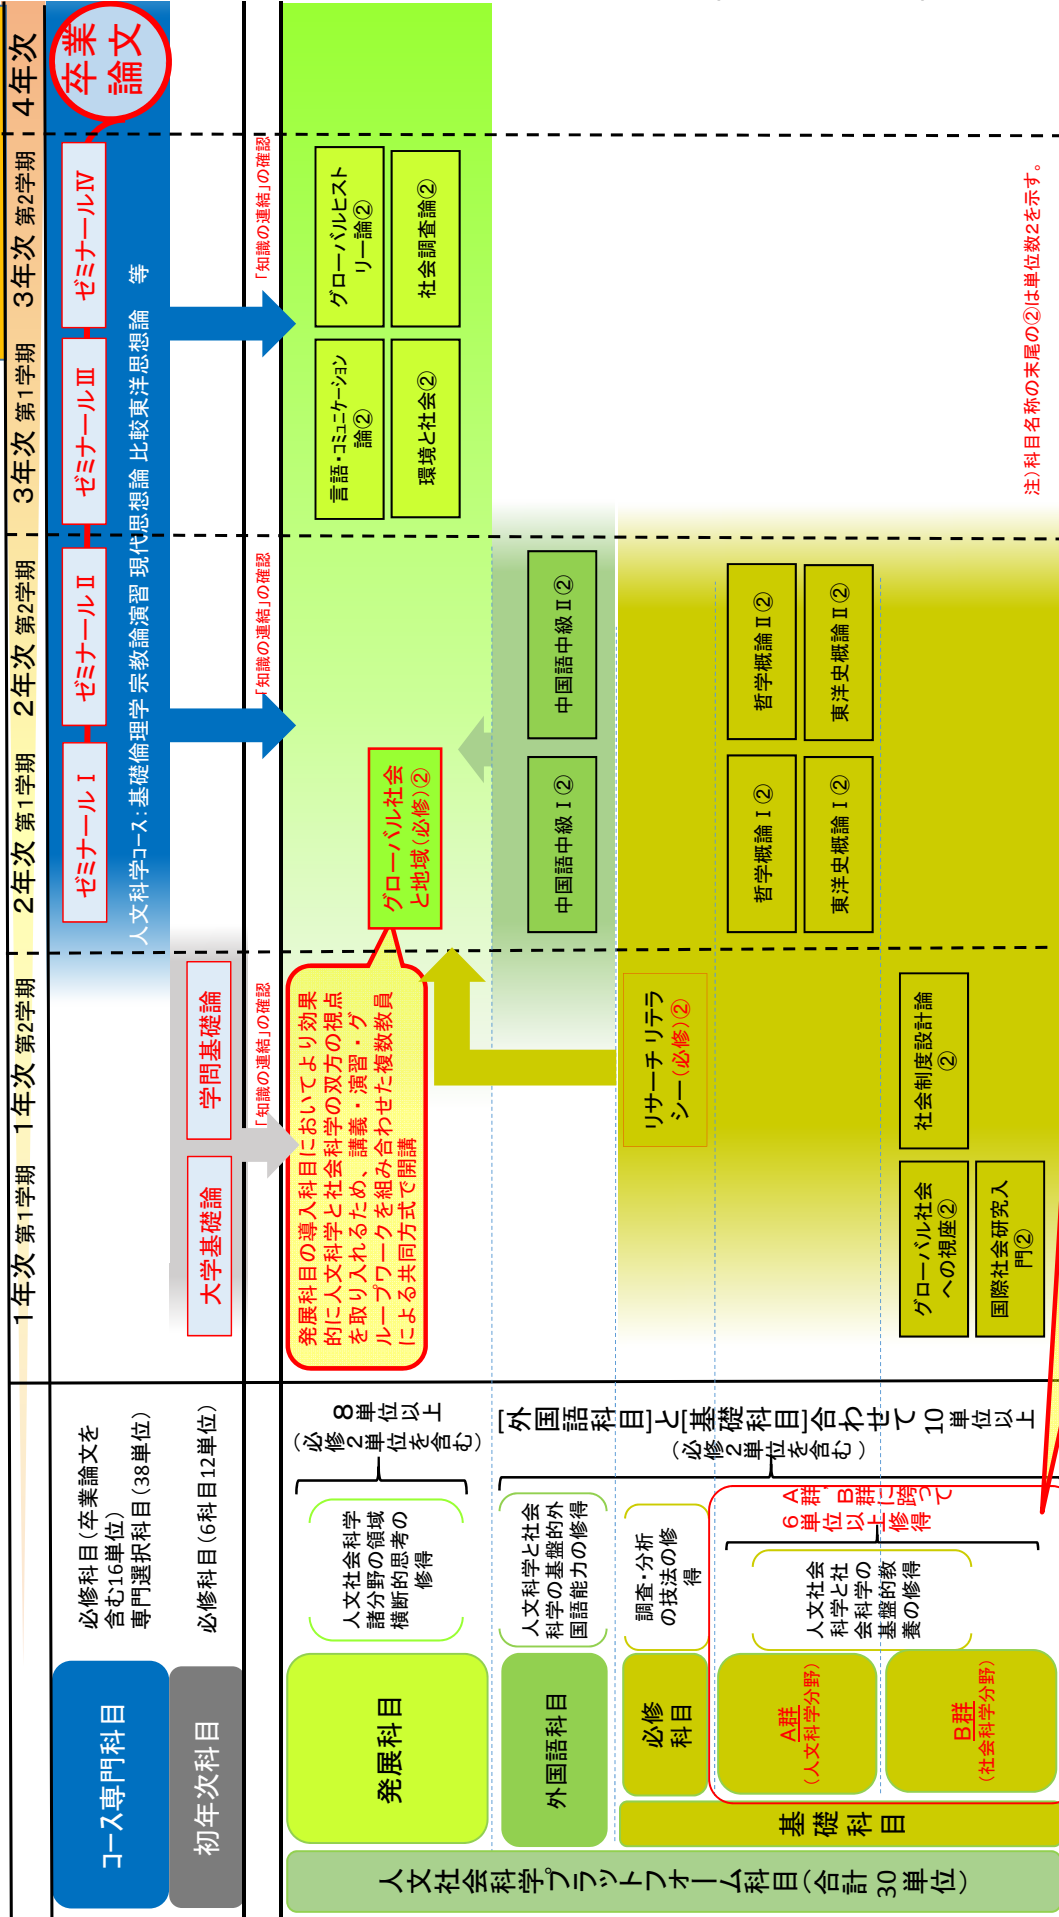 1年次 第1学期
1年次 第2学期
2年次 第1学期
2年次 第2学期
3年次 第1学期
3年次 第2学期
4年次
コース専門科目
必修科目(卒業論文を
含む16単位)
専門選択科目(38単位)
ゼミナールⅠ
ゼミナールⅡ
ゼミナールⅢ
ゼミナールⅣ
卒業
論文
人文科学コース：基礎倫理学 宗教論演習 現代思想論 比較東洋思想論 等
初年次科目
必修科目(6科目12単位)
大学基礎論
学問基礎論
「知識の連結」の確認
「知識の連結」の確認
「知識の連結」の確認
人文社会科学プラットフォーム科目(合計30単位)
発展科目
人文社会科学
諸分野の領域
横断的思考の
修得
8単位以上
(必修2単位を含む)
発展科目の導入科目においてより効果
的に人文科学と社会科学の双方の視点
を取り入れるため、講義・演習・グ
ループワークを組み合わせた複数教員
による共同方式で開講
グローバル社会
と地域(必修)②
言語・コミュニケーション
論②
グローバルヒスト
リー論②
環境と社会②
社会調査論②
外国語科目
人文科学と社会
科学の基盤的外
国語能力の修得
[外国語科目]と[基礎科目]合わせて10単位以上
(必修2単位を含む)
中国語中級Ⅰ②
中国語中級Ⅱ②
基礎科目
必修
科目
調査・分析
の技法の修
得
リサーチリテラ
シー(必修)②
A群、B群に跨って
6単位以上修得
人文社会
科学と社
会科学の
基盤的教
養の修得
A群
(人文科学分野)
哲学概論Ⅰ②
哲学概論Ⅱ②
東洋史概論Ⅰ②
東洋史概論Ⅱ②
B群
(社会科学分野)
グローバル社会
への視座②
社会制度設計論
②
国際社会研究入
門②
注)科目名称の末尾の②は単位数2を示す。